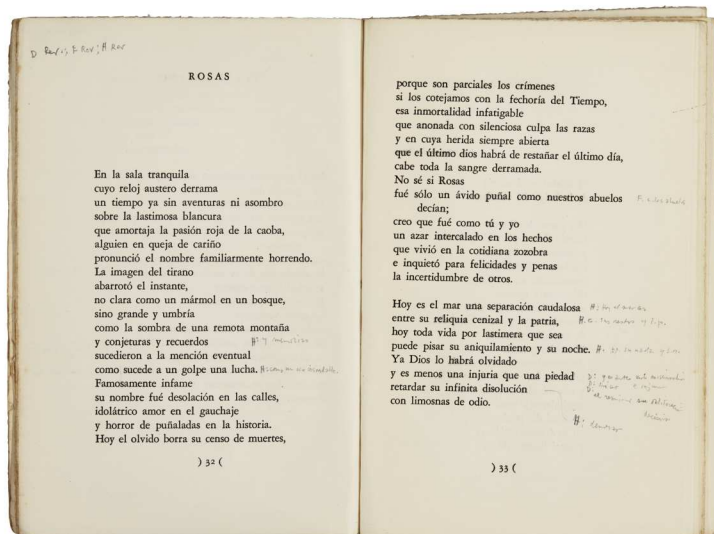 ROSAS
En la sala tranquila
cuyo reloj austero derrama
un tiempo ya sin aventuras ni asombro
sobre la lastimosa blancura
que amortaja la pasión roja de la caoba,
alguien en queja de cariño
pronunció el nombre familiarmente horrendo.
La imagen del tirano
abarrotó el instante,
no clara como un mármol en un bosque,
sino grande y umbría
como la sombra de una remota montaña
y conjeturas y recuerdos
sucedieron a la mención eventual
como sucede a un golpe una lucha.
Famosamente infame
su nombre fué desolación en las calles,
idolátrico amor en el gauchaje
y horror de puñaladas en la historia.
Hoy el olvido borra su censo de muertes,
) 32 (
porque son parciales los crímenes
si los cotejamos con la fechoría del Tiempo,
esa inmortalidad infatigable
que anonada con silenciosa culpa las razas
y en cuya herida siempre abierta
que el último dios habrá de restañar el último día,
cabe toda la sangre derramada.
No sé si Rosas
fué sólo un ávido puñal como nuestros abuelos
decían;
creo que fué como tú y yo
un azar intercalado en los hechos
que vivió en la cotidiana zozobra
e inquietó para felicidades y penas
la incertidumbre de otros.
Hoy es el mar una separación caudalosa
entre su reliquia cenizal y la patria,
hoy toda vida por lastimera que sea
puede pisar su aniquilamiento y su noche.
Ya Dios lo habrá olvidado
y es menos una injuria que una piedad
retardar su infinita disolución
con limosnas de odio.
) 33 (